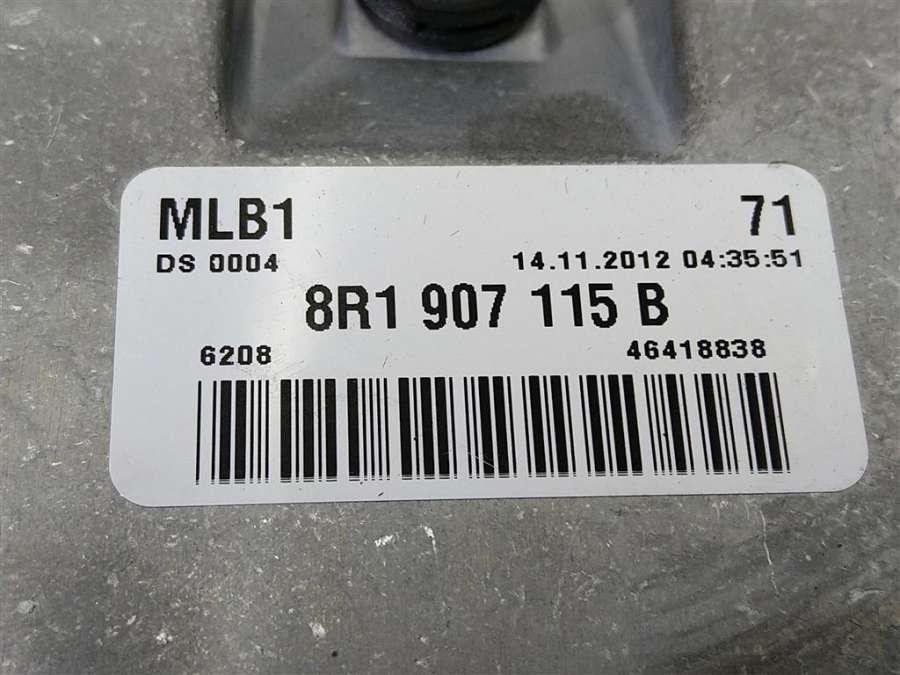 MLB1 71
DS 0004 14.11.2012 04:35:51
8R1 907 115 B
6208 46418838